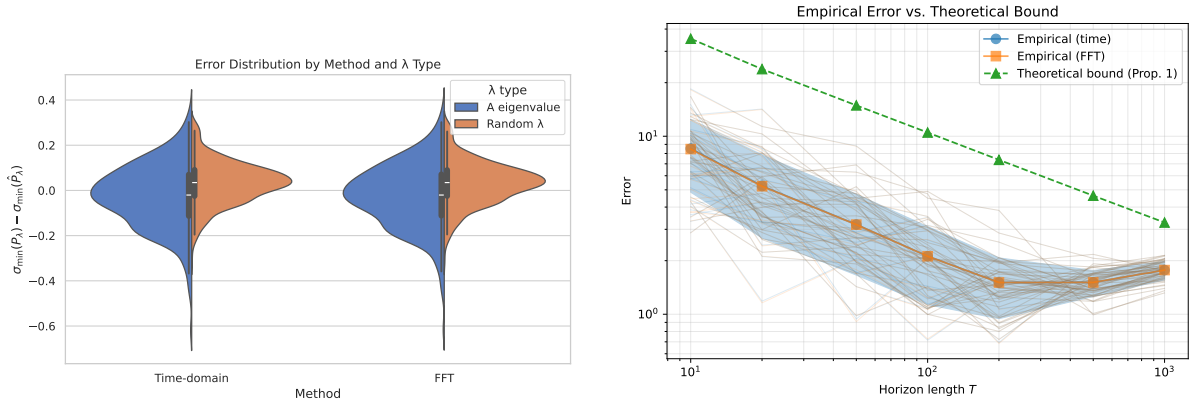 Error Distribution by Method and λ Type
σmin(Pλ) − σmin(P̂λ)
0.4
0.2
0.0
−0.2
−0.4
−0.6
λ type
A eigenvalue
Random λ
Time-domain
FFT
Method
Empirical Error vs. Theoretical Bound
Error
10¹
10⁰
Empirical (time)
Empirical (FFT)
Theoretical bound (Prop. 1)
10¹
10²
10³
Horizon length T